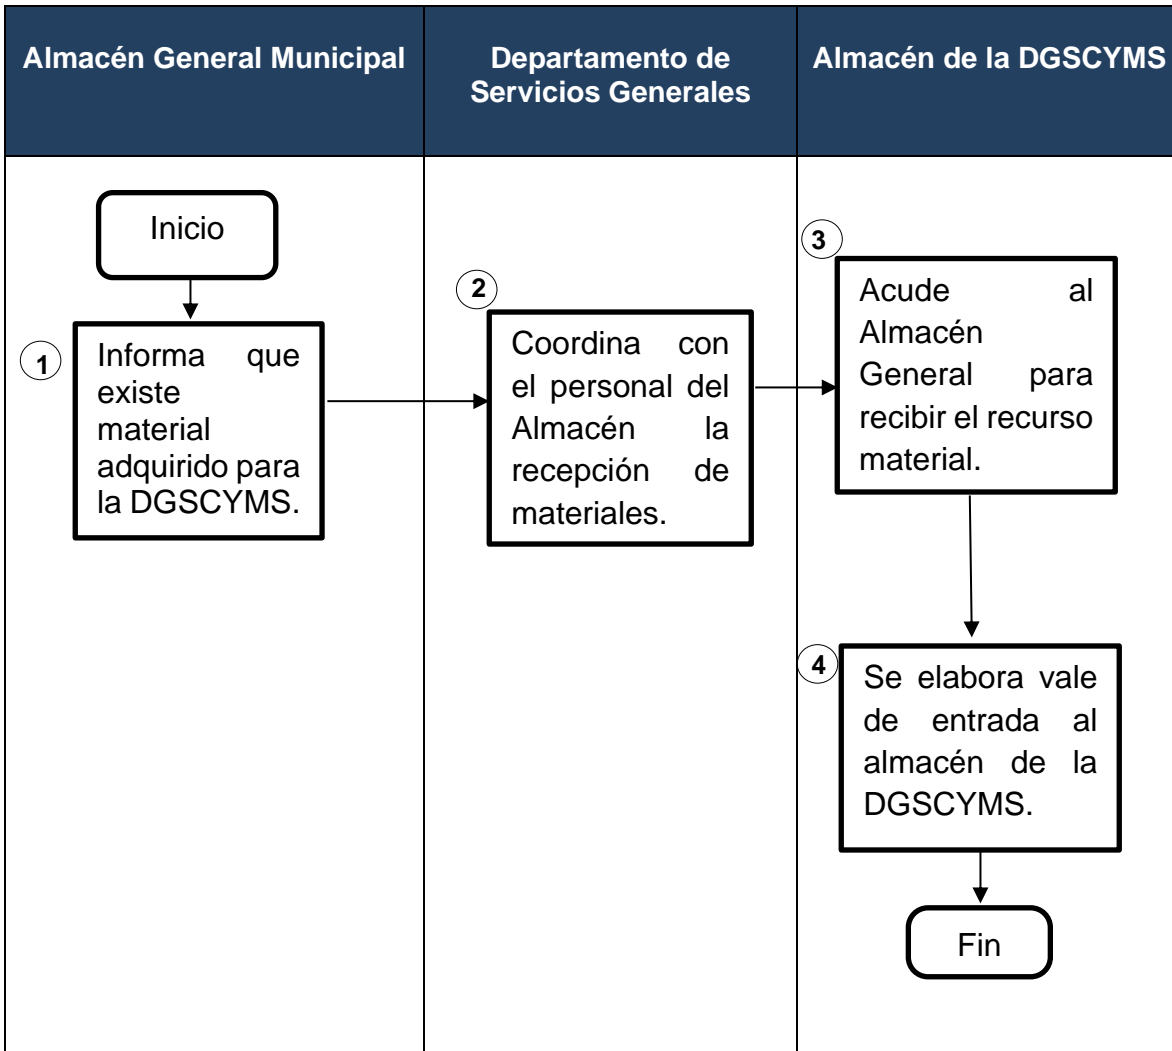 Almacén General Municipal
Departamento de
Servicios Generales
Almacén de la DGSCYMS
Inicio
1
Informa que
existe
material
adquirido para
la DGSCYMS.
2
Coordina con
el personal del
Almacén la
recepción de
materiales.
3
Acude al
Almacén
General para
recibir el recurso
material.
4
Se elabora vale
de entrada al
almacén de la
DGSCYMS.
Fin